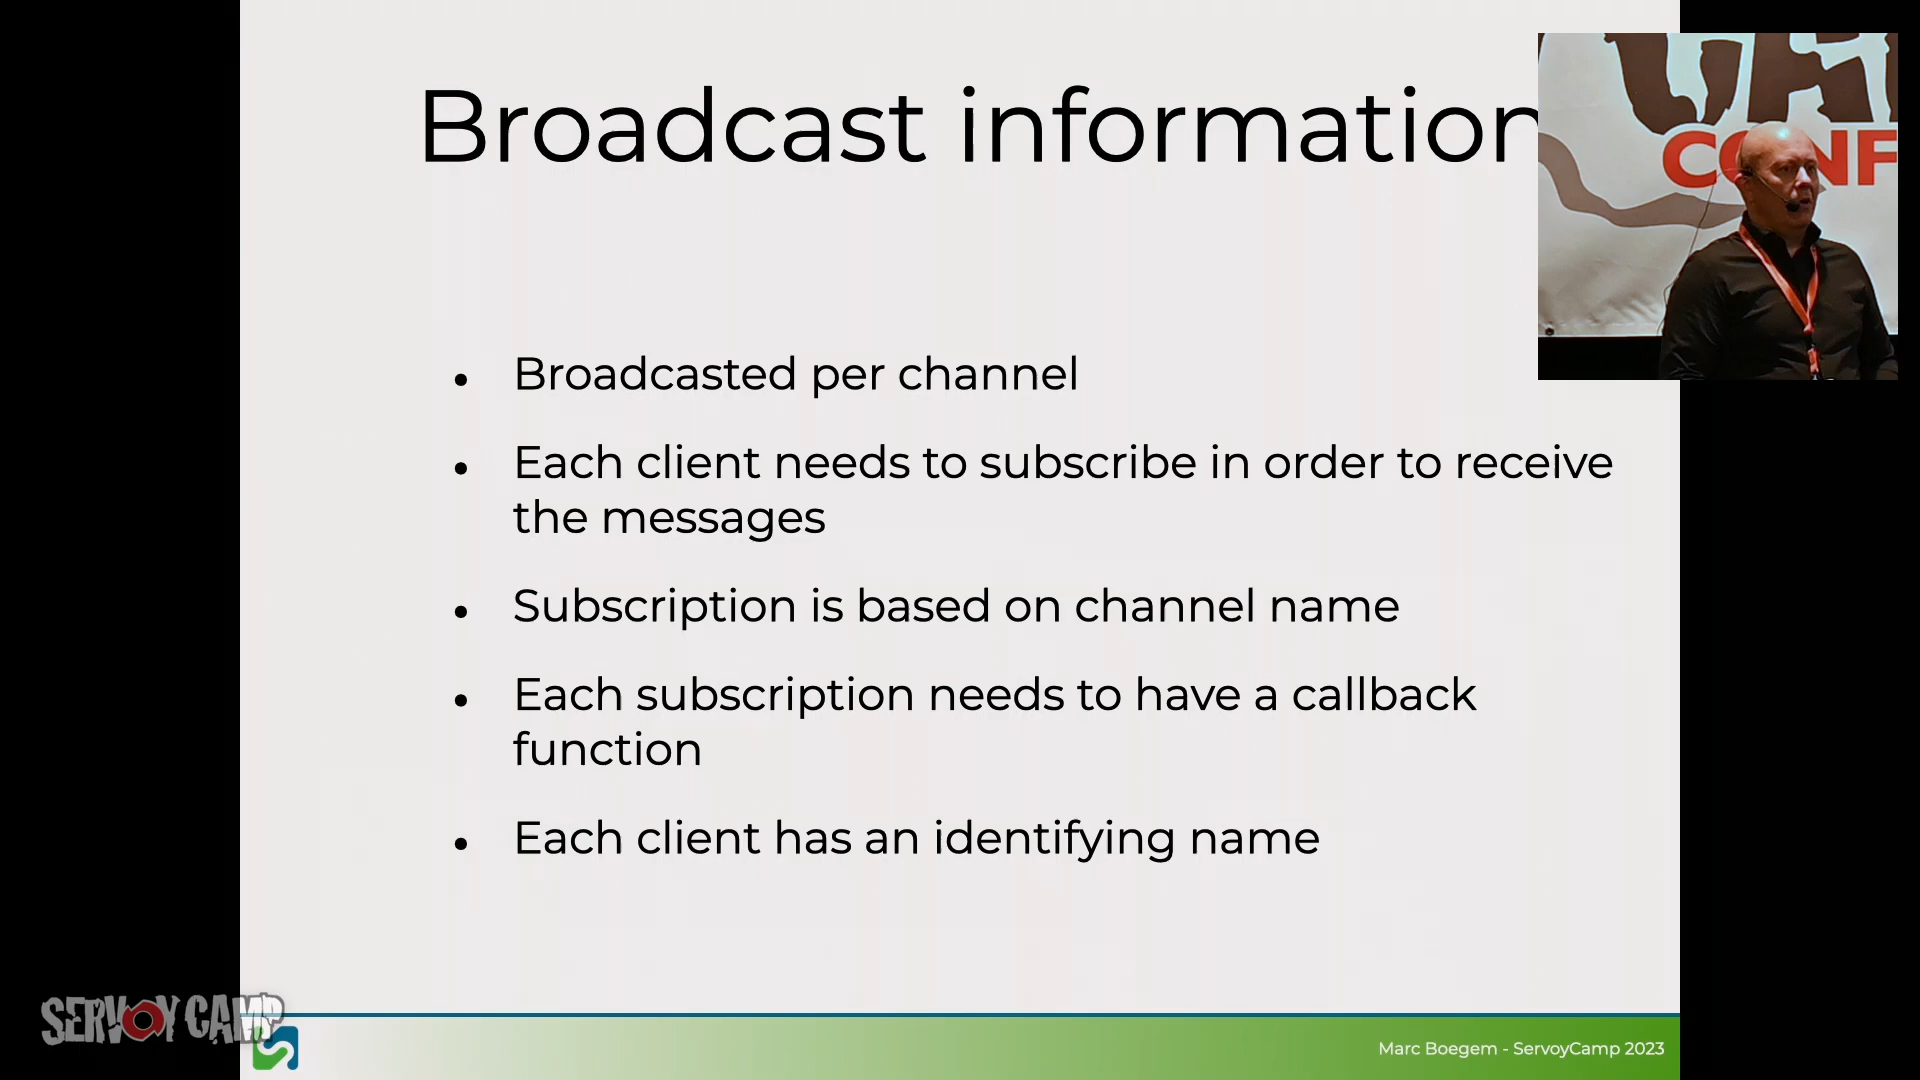 Broadcast information
CONF
Broadcasted per channel
Each client needs to subscribe in order to receive
the messages
Subscription is based on channel name
Each subscription needs to have a callback
function
Each client has an identifying name
SERVOY CAMP
Marc Boegem - ServoyCamp 2023